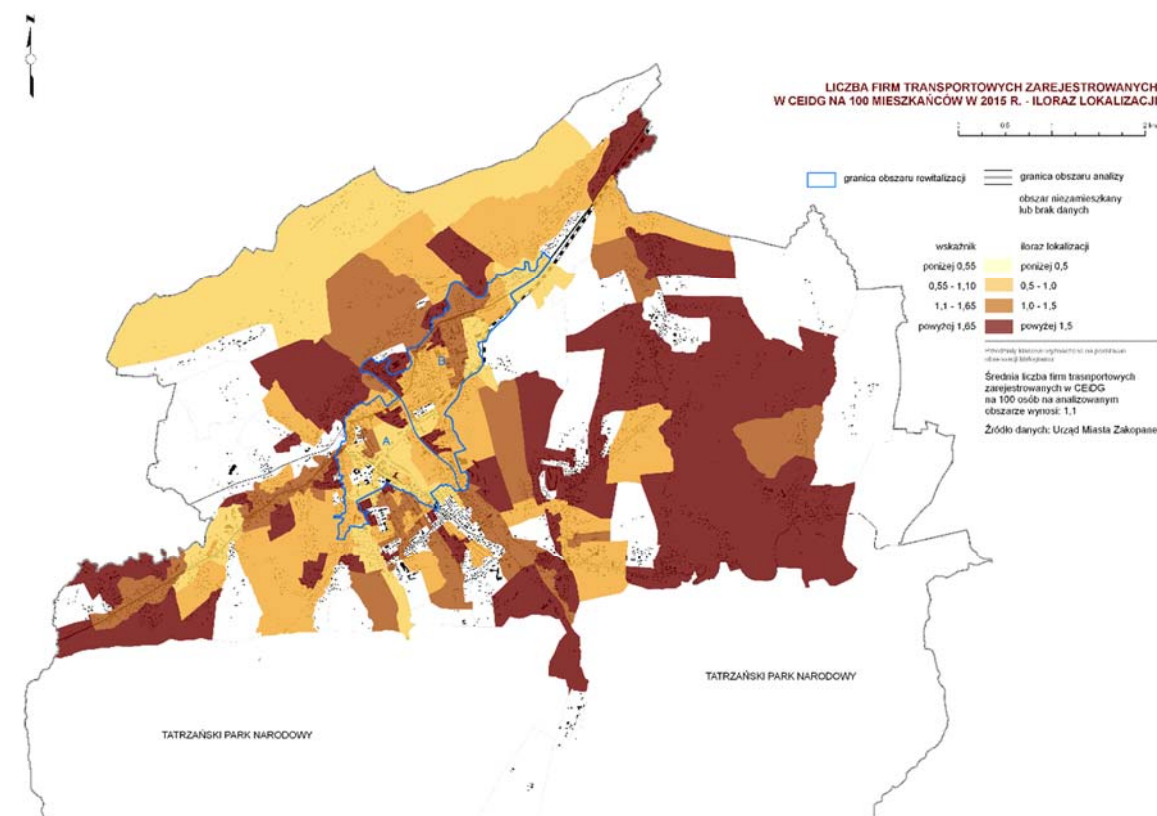 N
LICZBA FIRM TRANSPORTOWYCH ZAREJESTROWANYCH
W CEIDG NA 100 MIESZKAŃCÓW W 2015 R. - ILORAZ LOKALIZACJI
granica obszaru rewitalizacji
granica obszaru analizy
obszar niezamieszkany
lub brak danych
wskaźnik iloraz lokalizacji
poniżej 0,55 poniżej 0,5
0,55 - 1,10 0,5 - 1,0
1,1 - 1,65 1,0 - 1,5
powyżej 1,65 powyżej 1,5
Średnia liczba firm trasnportowych
zarejestrowanych w CEiDG
na 100 osób na analizowanym
obszarze wynosi: 1,1
Źródło danych: Urząd Miasta Zakopane
B
A
TATRZAŃSKI PARK NARODOWY
TATRZAŃSKI PARK NARODOWY